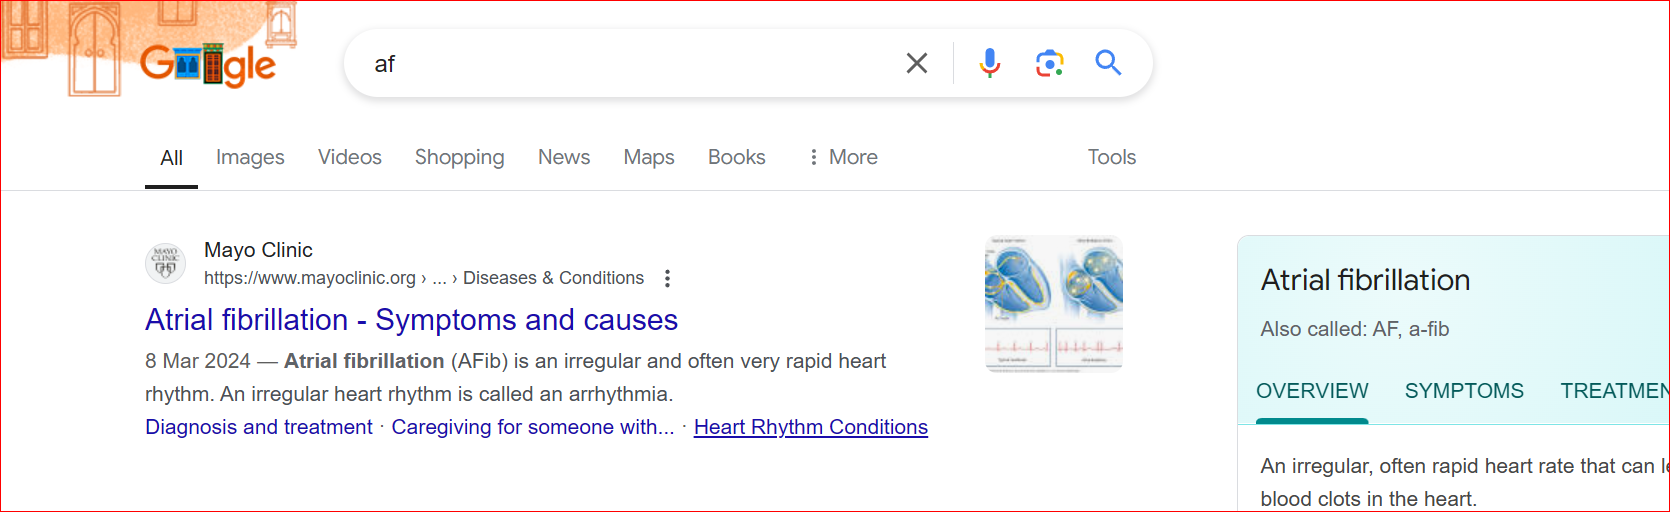 Google
af
All Images Videos Shopping News Maps Books More Tools
MAYO CLINIC
Mayo Clinic
https://www.mayoclinic.org › ... › Diseases & Conditions
Atrial fibrillation - Symptoms and causes
8 Mar 2024 — Atrial fibrillation (AFib) is an irregular and often very rapid heart
rhythm. An irregular heart rhythm is called an arrhythmia.
Diagnosis and treatment · Caregiving for someone with... · Heart Rhythm Conditions
Atrial fibrillation
Also called: AF, a-fib
OVERVIEW SYMPTOMS TREATMEN
An irregular, often rapid heart rate that can
blood clots in the heart.